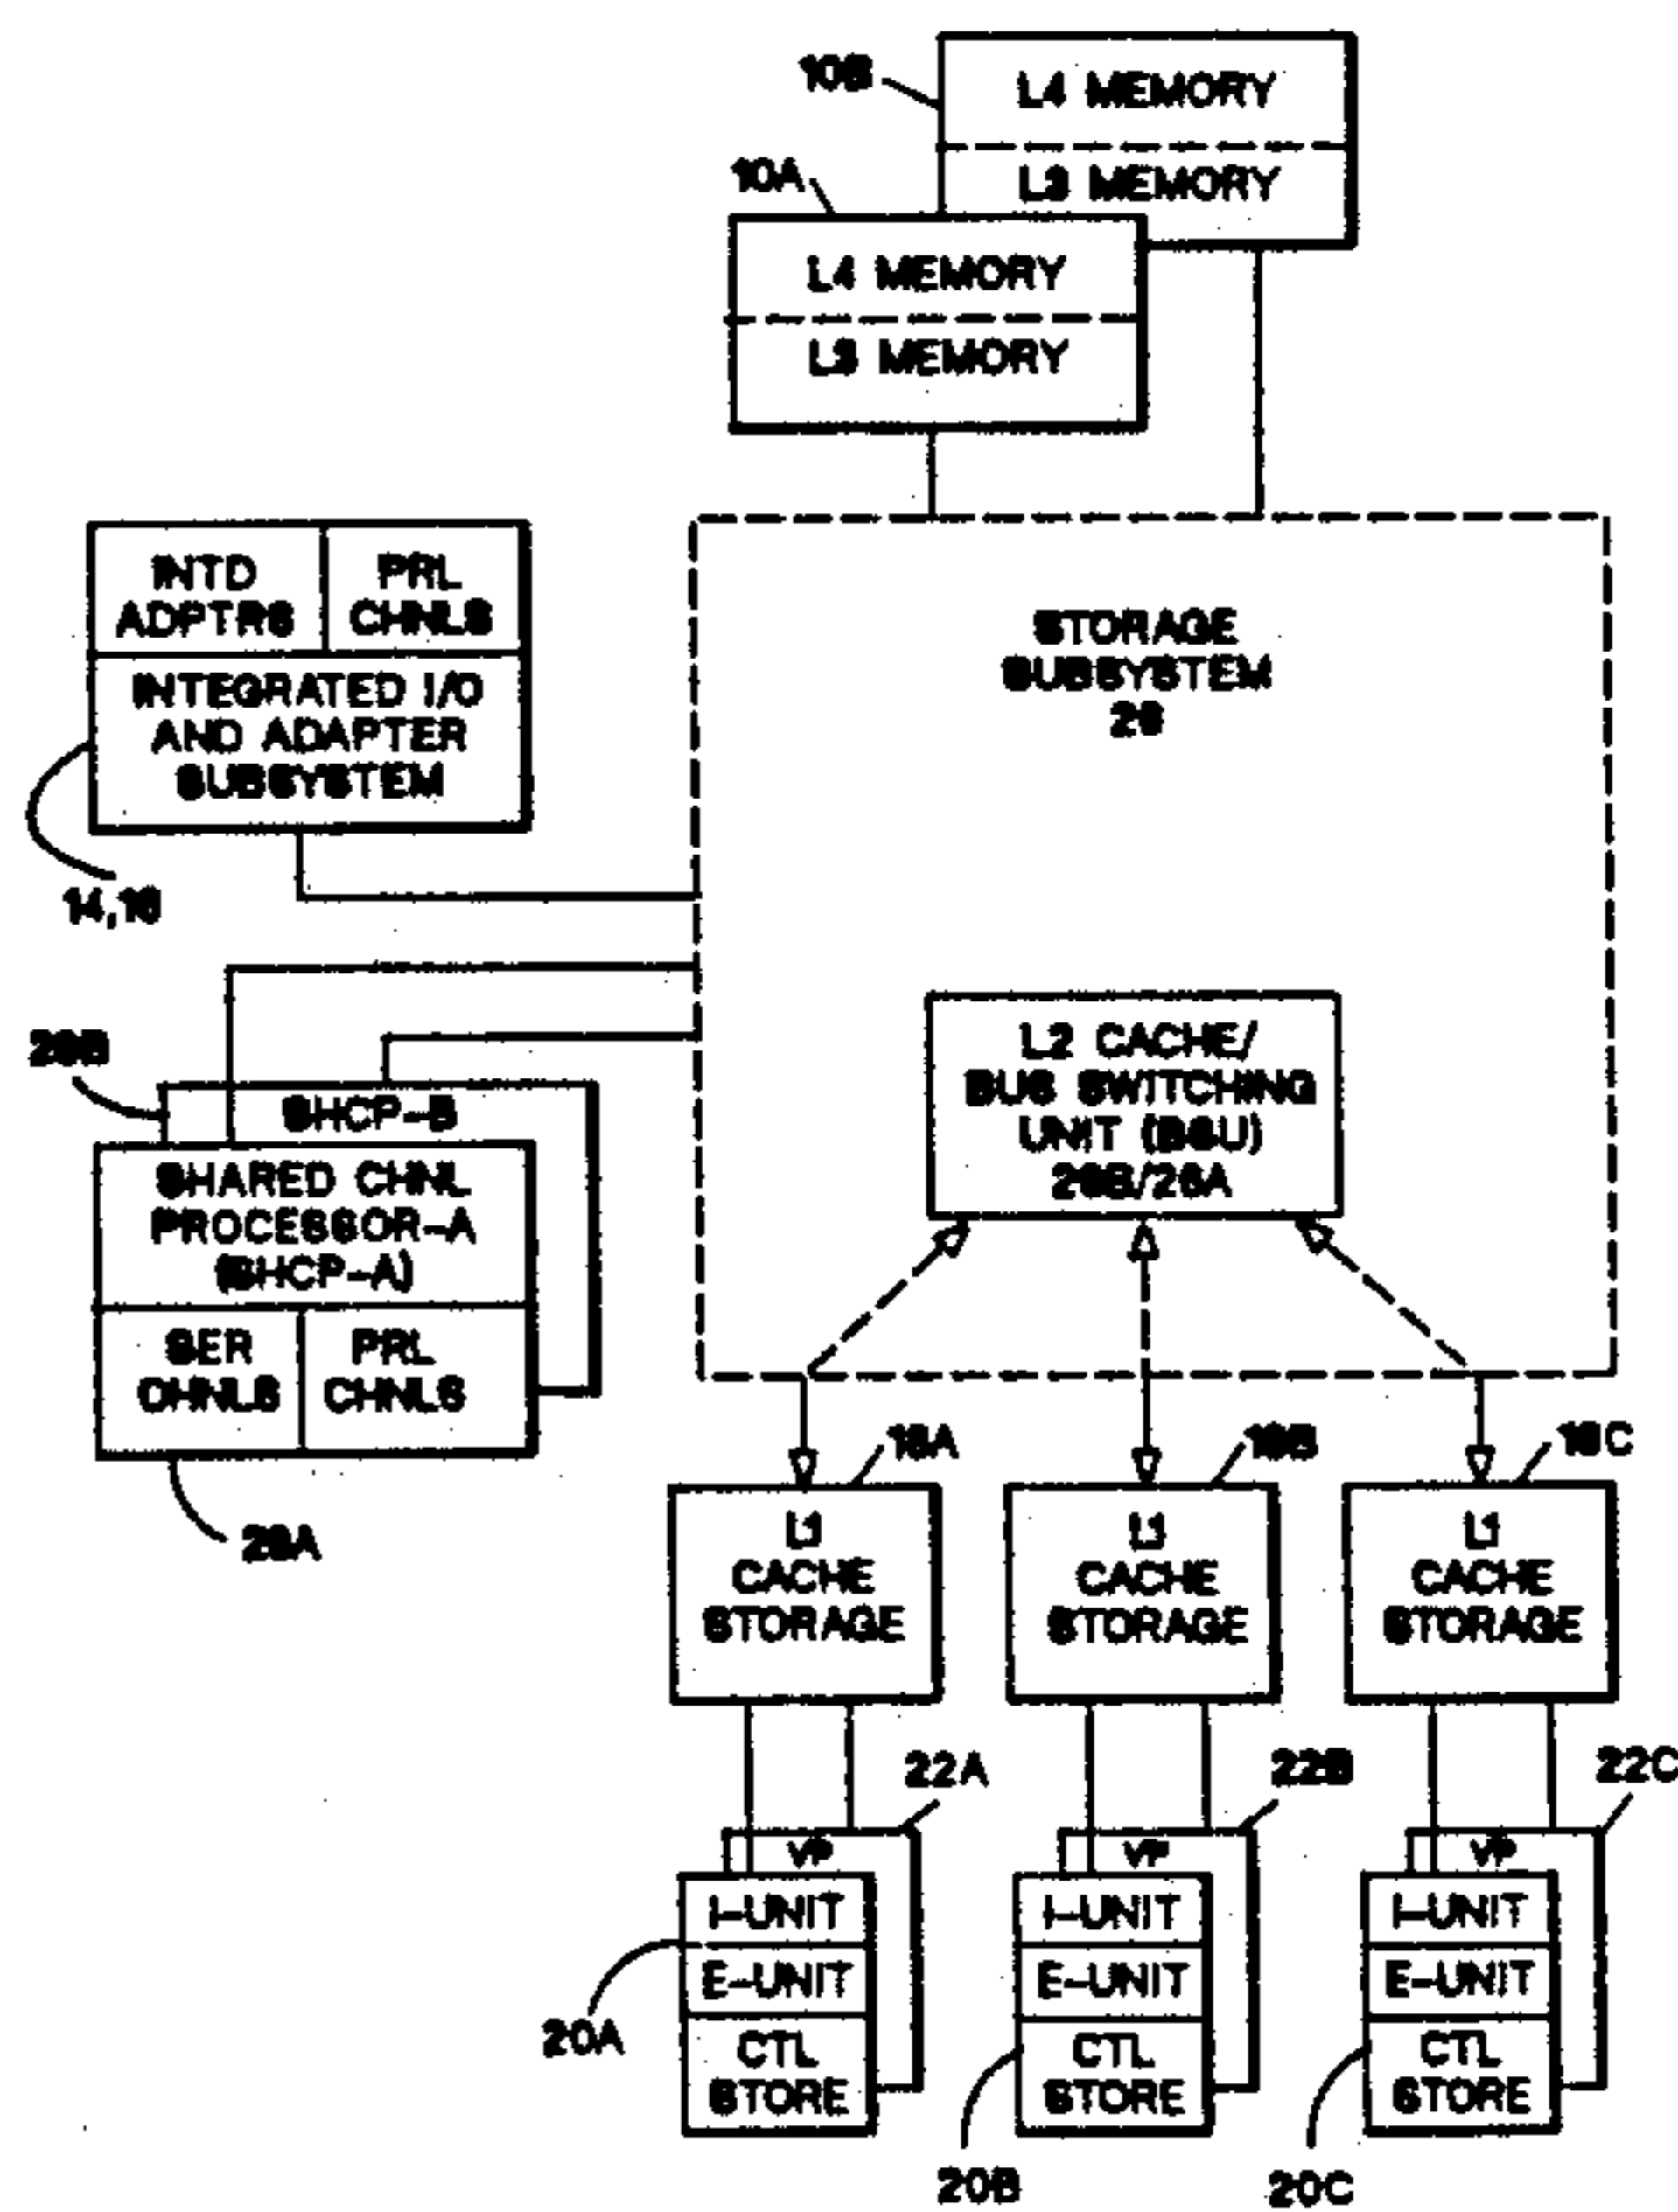 10B
L4 MEMORY
L3 MEMORY
10A
L4 MEMORY
L3 MEMORY
INTD
ADPTRS
PRL
CHNLS
INTEGRATED I/O
AND ADAPTER
SUBSYSTEM
14,16
STORAGE
SUBSYSTEM
L2 CACHE/
BUS SWITCHING
UNIT (BSU)
26B/26A
28B
SHCP-B
SHARED CHNL
PROCESSOR-A
(SHCP-A)
SER
CHNLS
PRL
CHNLS
28A
18A
18B
18C
L1
CACHE
STORAGE
L1
CACHE
STORAGE
L1
CACHE
STORAGE
22A
22B
22C
VP
I-UNIT
E-UNIT
CTL
STORE
VP
I-UNIT
E-UNIT
CTL
STORE
VP
I-UNIT
E-UNIT
CTL
STORE
20A
20B
20C